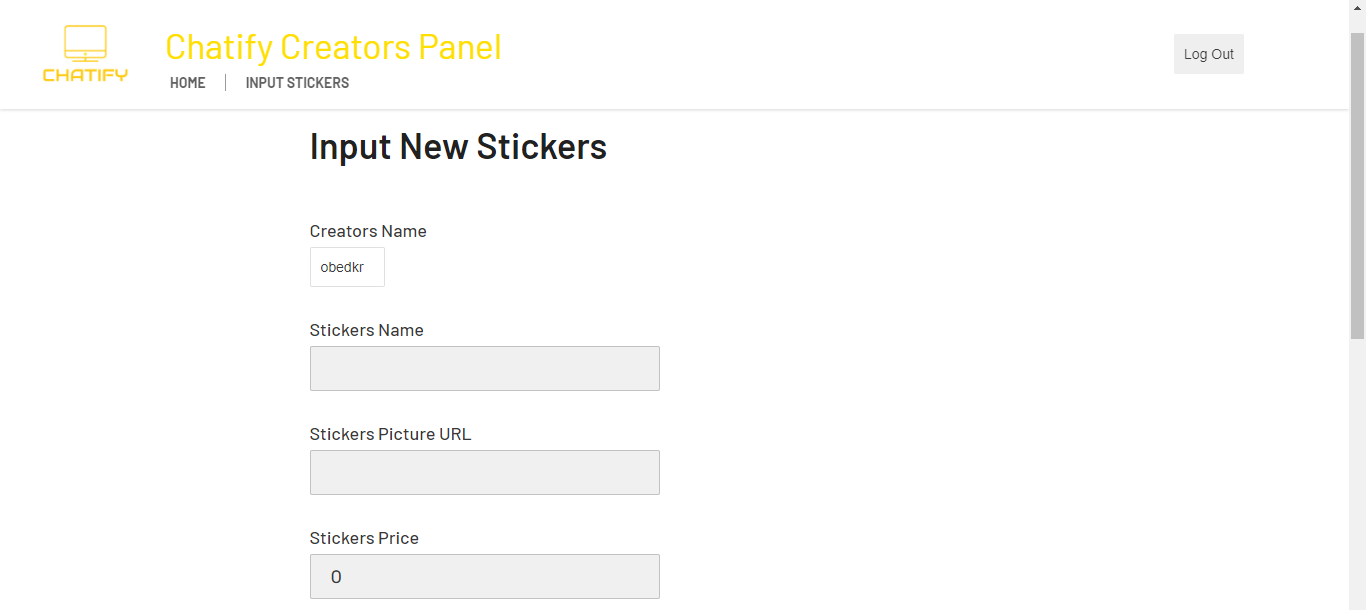 CHATIFY
Chatify Creators Panel
Log Out
HOME
INPUT STICKERS
Input New Stickers
Creators Name
obedkr
Stickers Name
Stickers Picture URL
Stickers Price
0